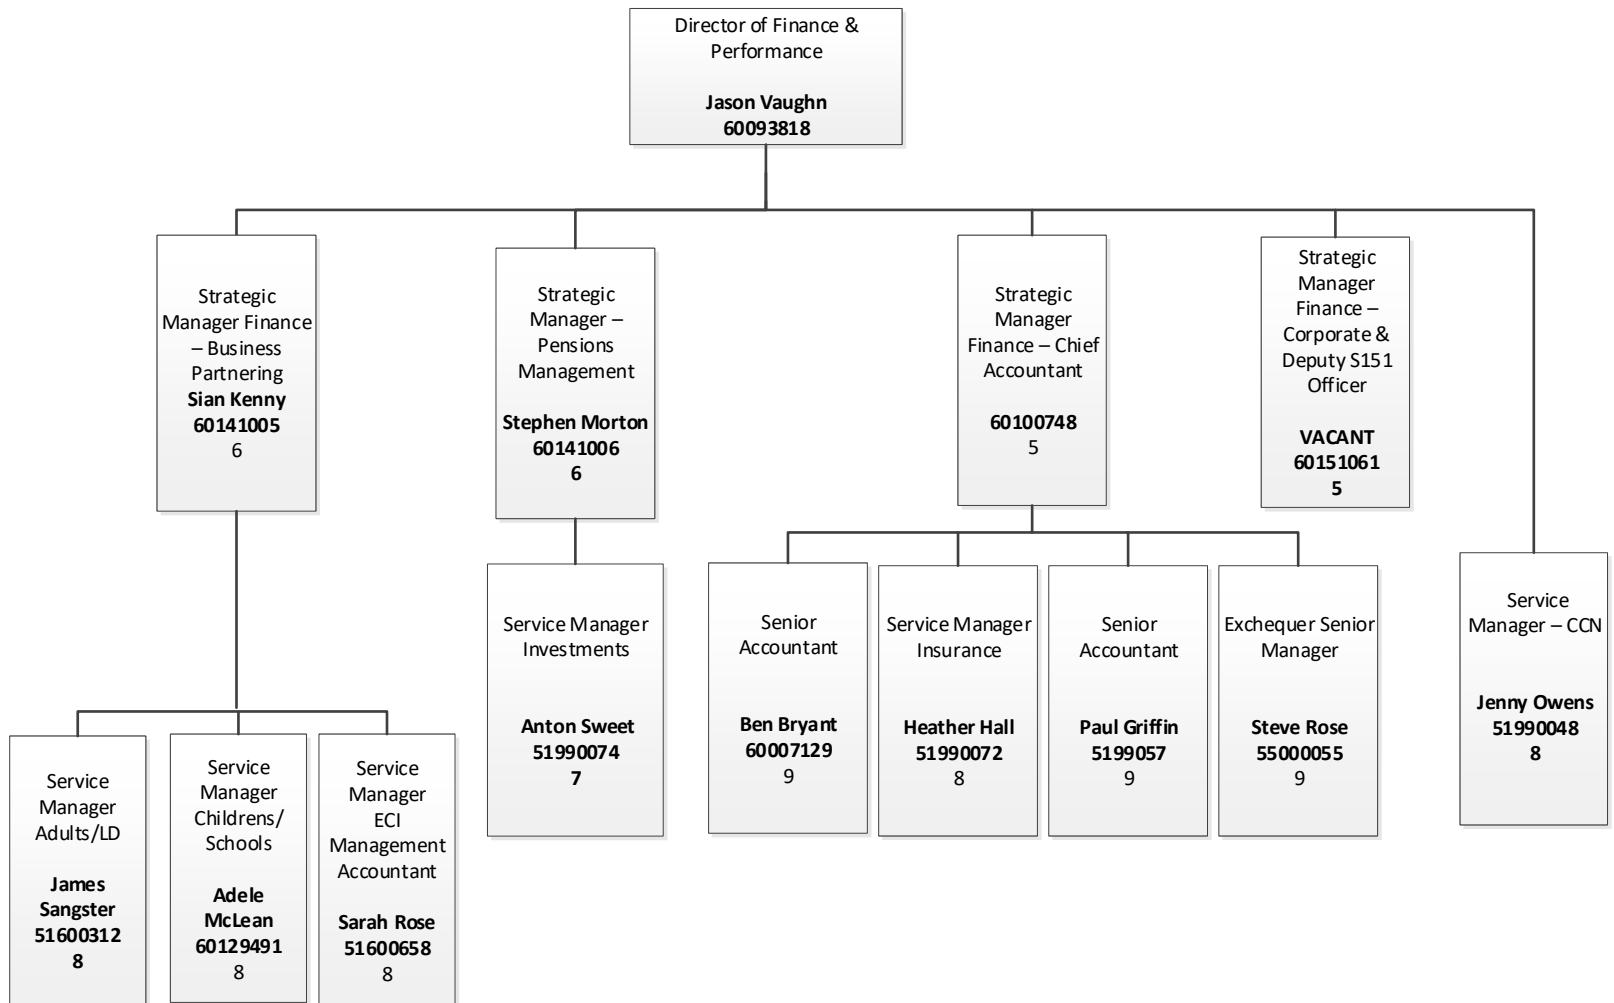 Director of Finance &
Performance
Jason Vaughn
60093818
Strategic
Manager Finance
– Business
Partnering
Sian Kenny
60141005
6
Strategic
Manager –
Pensions
Management
Stephen Morton
60141006
6
Strategic
Manager
Finance – Chief
Accountant
60100748
5
Strategic
Manager
Finance –
Corporate &
Deputy S151
Officer
VACANT
60151061
5
Service Manager
Investments
Anton Sweet
51990074
7
Senior
Accountant
Ben Bryant
60007129
9
Service Manager
Insurance
Heather Hall
51990072
8
Senior
Accountant
Paul Griffin
5199057
9
Exchequer Senior
Manager
Steve Rose
55000055
9
Service
Manager – CCN
Jenny Owens
51990048
8
Service
Manager
Adults/LD
James
Sangster
51600312
8
Service
Manager
Childrens/
Schools
Adele
McLean
60129491
8
Service
Manager
ECI
Management
Accountant
Sarah Rose
51600658
8